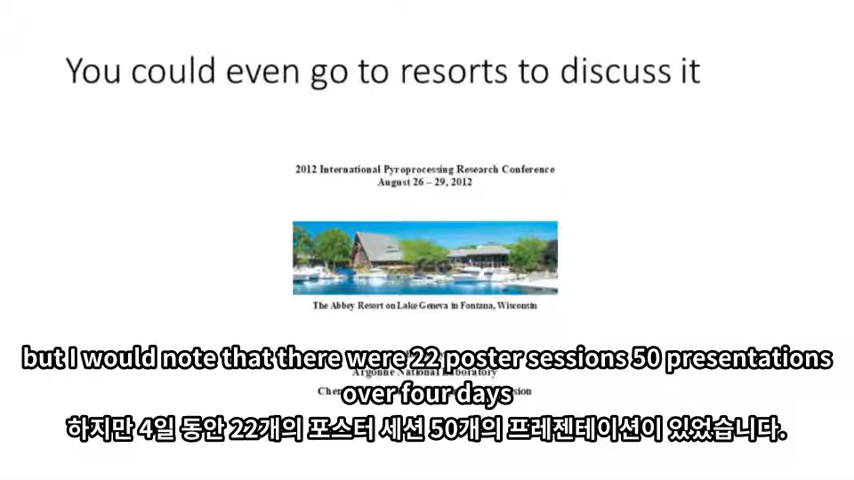 You could even go to resorts to discuss it
2012 International Pyroprocessing Research Conference
August 26 – 29, 2012
The Abbey Resort on Lake Geneva in Fontana, Wisconsin
but I would note that there were 22 poster sessions 50 presentations
Argonne National Laboratory
over four days
하지만 4일 동안 22개의 포스터 세션 50개의 프레젠테이션이 있었습니다.